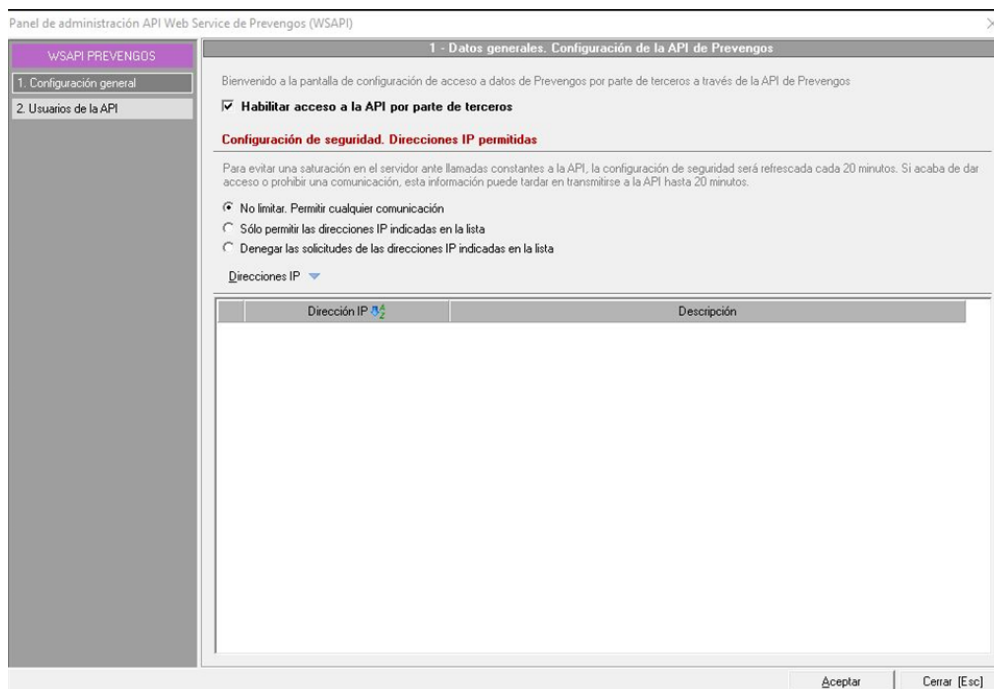 Panel de administración API Web Service de Prevengos (WSAPI)
WSAPI PREVENGOS
1. Configuración general
2. Usuarios de la API
1 - Datos generales. Configuración de la API de Prevengos
Bienvenido a la pantalla de configuración de acceso a datos de Prevengos por parte de terceros a través de la API de Prevengos
Habilitar acceso a la API por parte de terceros
Configuración de seguridad. Direcciones IP permitidas
Para evitar una saturación en el servidor ante llamadas constantes a la API, la configuración de seguridad será refrescada cada 20 minutos. Si acaba de dar
acceso o prohibir una comunicación, esta información puede tardar en transmitirse a la API hasta 20 minutos.
No limitar. Permitir cualquier comunicación
Sólo permitir las direcciones IP indicadas en la lista
Denegar las solicitudes de las direcciones IP indicadas en la lista
Direcciones IP
Dirección IP Descripción
Aceptar Cerrar [Esc]